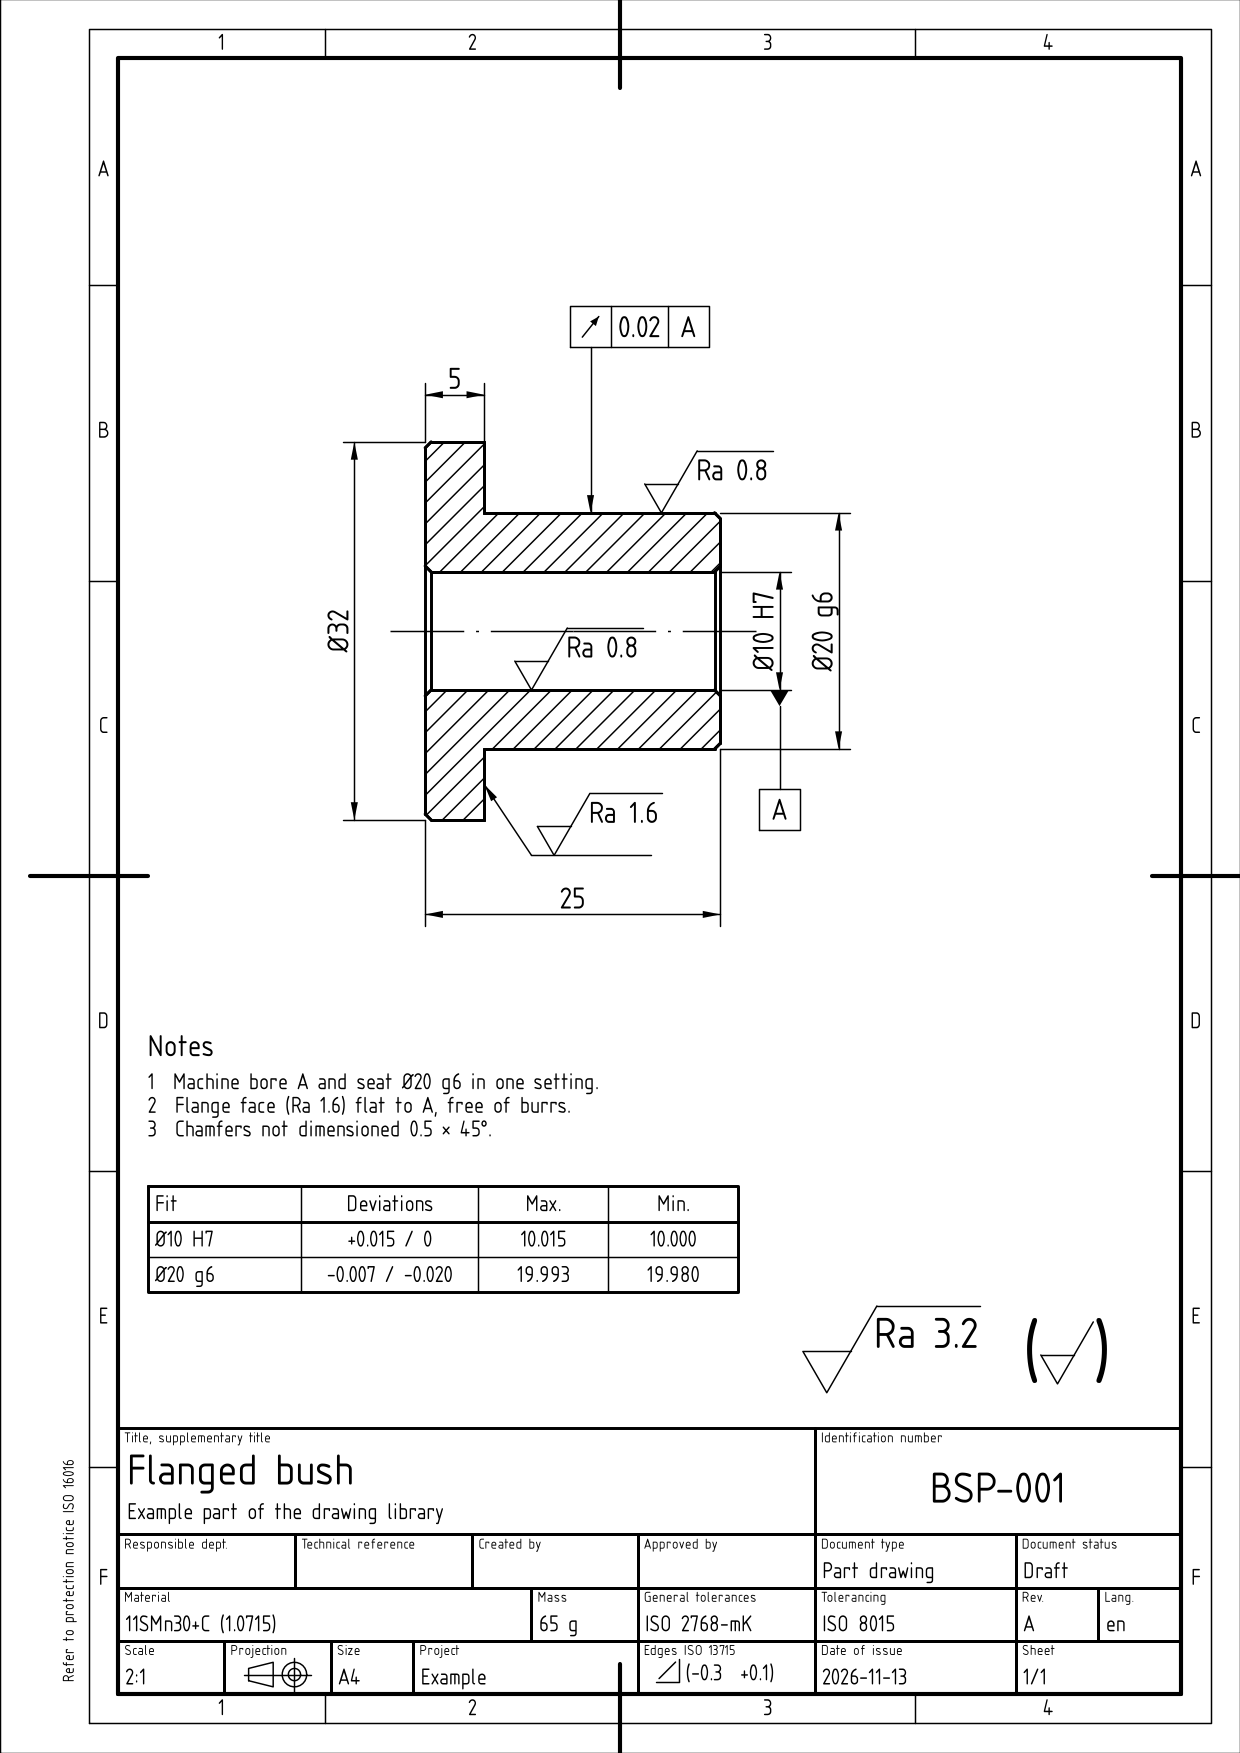 1 2 3 4
A A
B B
C C
D D
E E
F F
0.02 A
5
Ra 0.8
Ø32
Ra 0.8
Ø10 H7
Ø20 g6
Ra 1.6
A
25
Notes
1 Machine bore A and seat Ø20 g6 in one setting.
2 Flange face (Ra 1.6) flat to A, free of burrs.
3 Chamfers not dimensioned 0.5 × 45°.
Fit Deviations Max. Min.
Ø10 H7 +0.015 / 0 10.015 10.000
Ø20 g6 -0.007 / -0.020 19.993 19.980
Ra 3.2
Title, supplementary title
Flanged bush
Example part of the drawing library
Identification number
BSP-001
Responsible dept. Technical reference Created by Approved by Document type Document status
Part drawing Draft
Material Mass General tolerances Tolerancing Rev. Lang.
11SMn30+C (1.0715) 65 g ISO 2768-mK ISO 8015 A en
Scale Projection Size Project Edges ISO 13715 Date of issue Sheet
2:1 A4 Example (-0.3 +0.1) 2026-11-13 1/1
Refer to protection notice ISO 16016
1 2 3 4